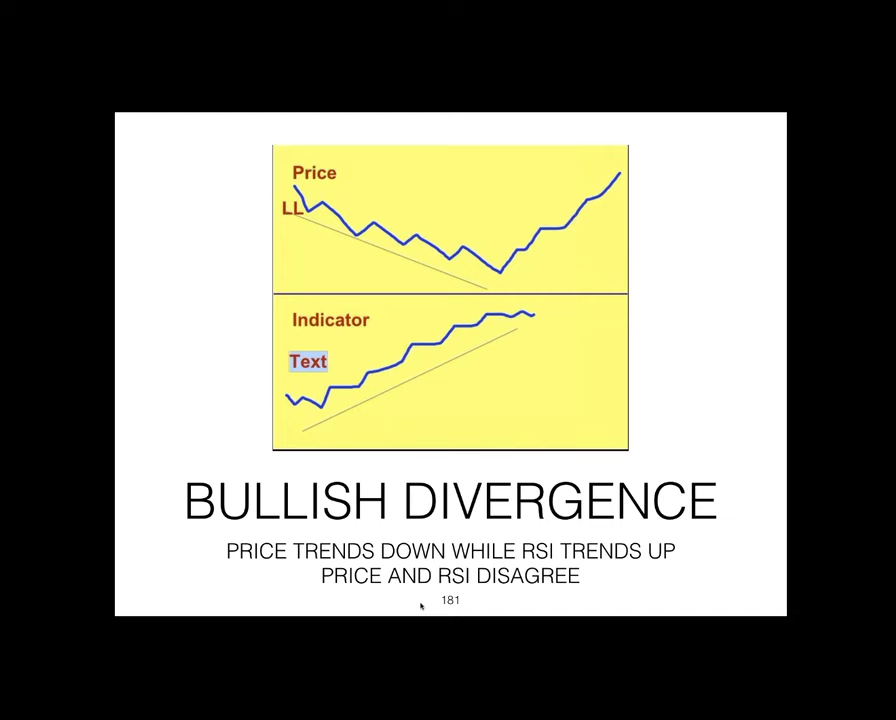 Price
LL
Indicator
Text
BULLISH DIVERGENCE
PRICE TRENDS DOWN WHILE RSI TRENDS UP
PRICE AND RSI DISAGREE
181